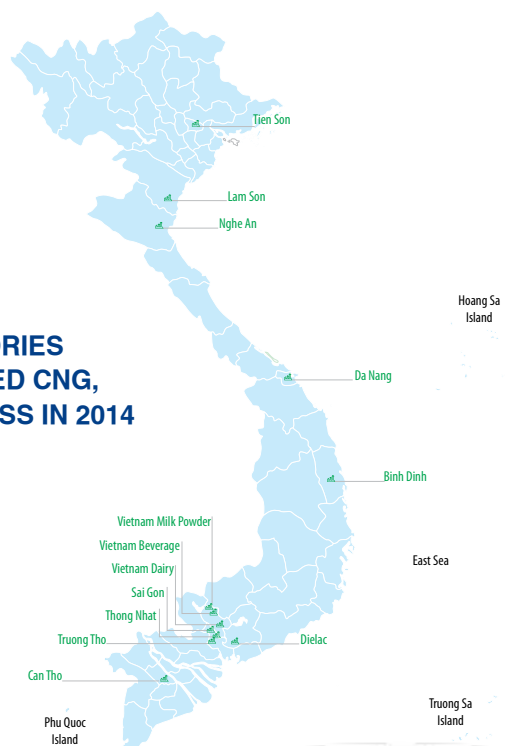 Tien Son
Lam Son
Nghe An
Hoang Sa
Island
RIES
ED CNG,
SS IN 2014
Da Nang
Binh Dinh
Vietnam Milk Powder
Vietnam Beverage
East Sea
Vietnam Dairy
Sai Gon
Thong Nhat
Truong Tho
Dielac
Can Tho
Truong Sa
Island
Phu Quoc
Island